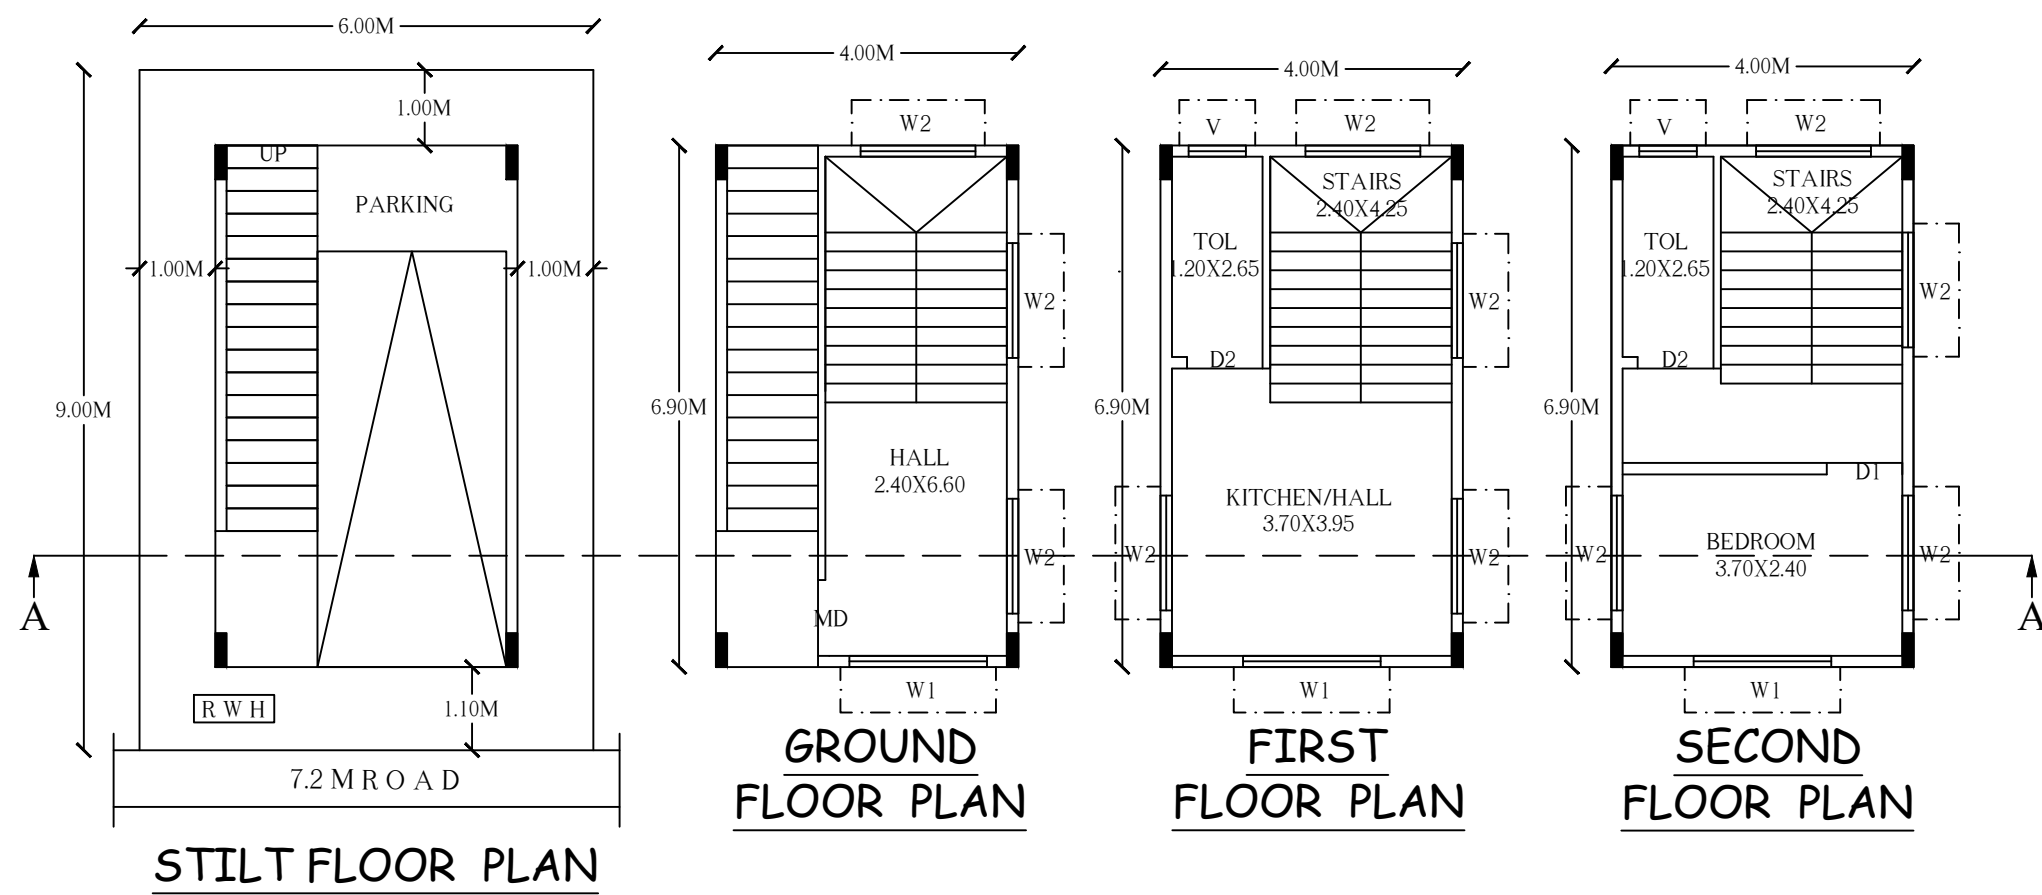 6.00M
1.00M
UP
PARKING
1.00M
1.00M
9.00M
A
R W H
1.10M
7.2 M R O A D
STILT FLOOR PLAN
4.00M
W2
W2
6.90M
HALL
2.40X6.60
W2
MD
W1
GROUND
FLOOR PLAN
4.00M
V
W2
STAIRS
2.40X4.25
TOL
1.20X2.65
W2
D2
6.90M
KITCHEN/HALL
3.70X3.95
W2
W2
W1
FIRST
FLOOR PLAN
4.00M
V
W2
STAIRS
2.40X4.25
TOL
1.20X2.65
W2
D2
6.90M
D1
BEDROOM
3.70X2.40
W2
W2
A
W1
SECOND
FLOOR PLAN